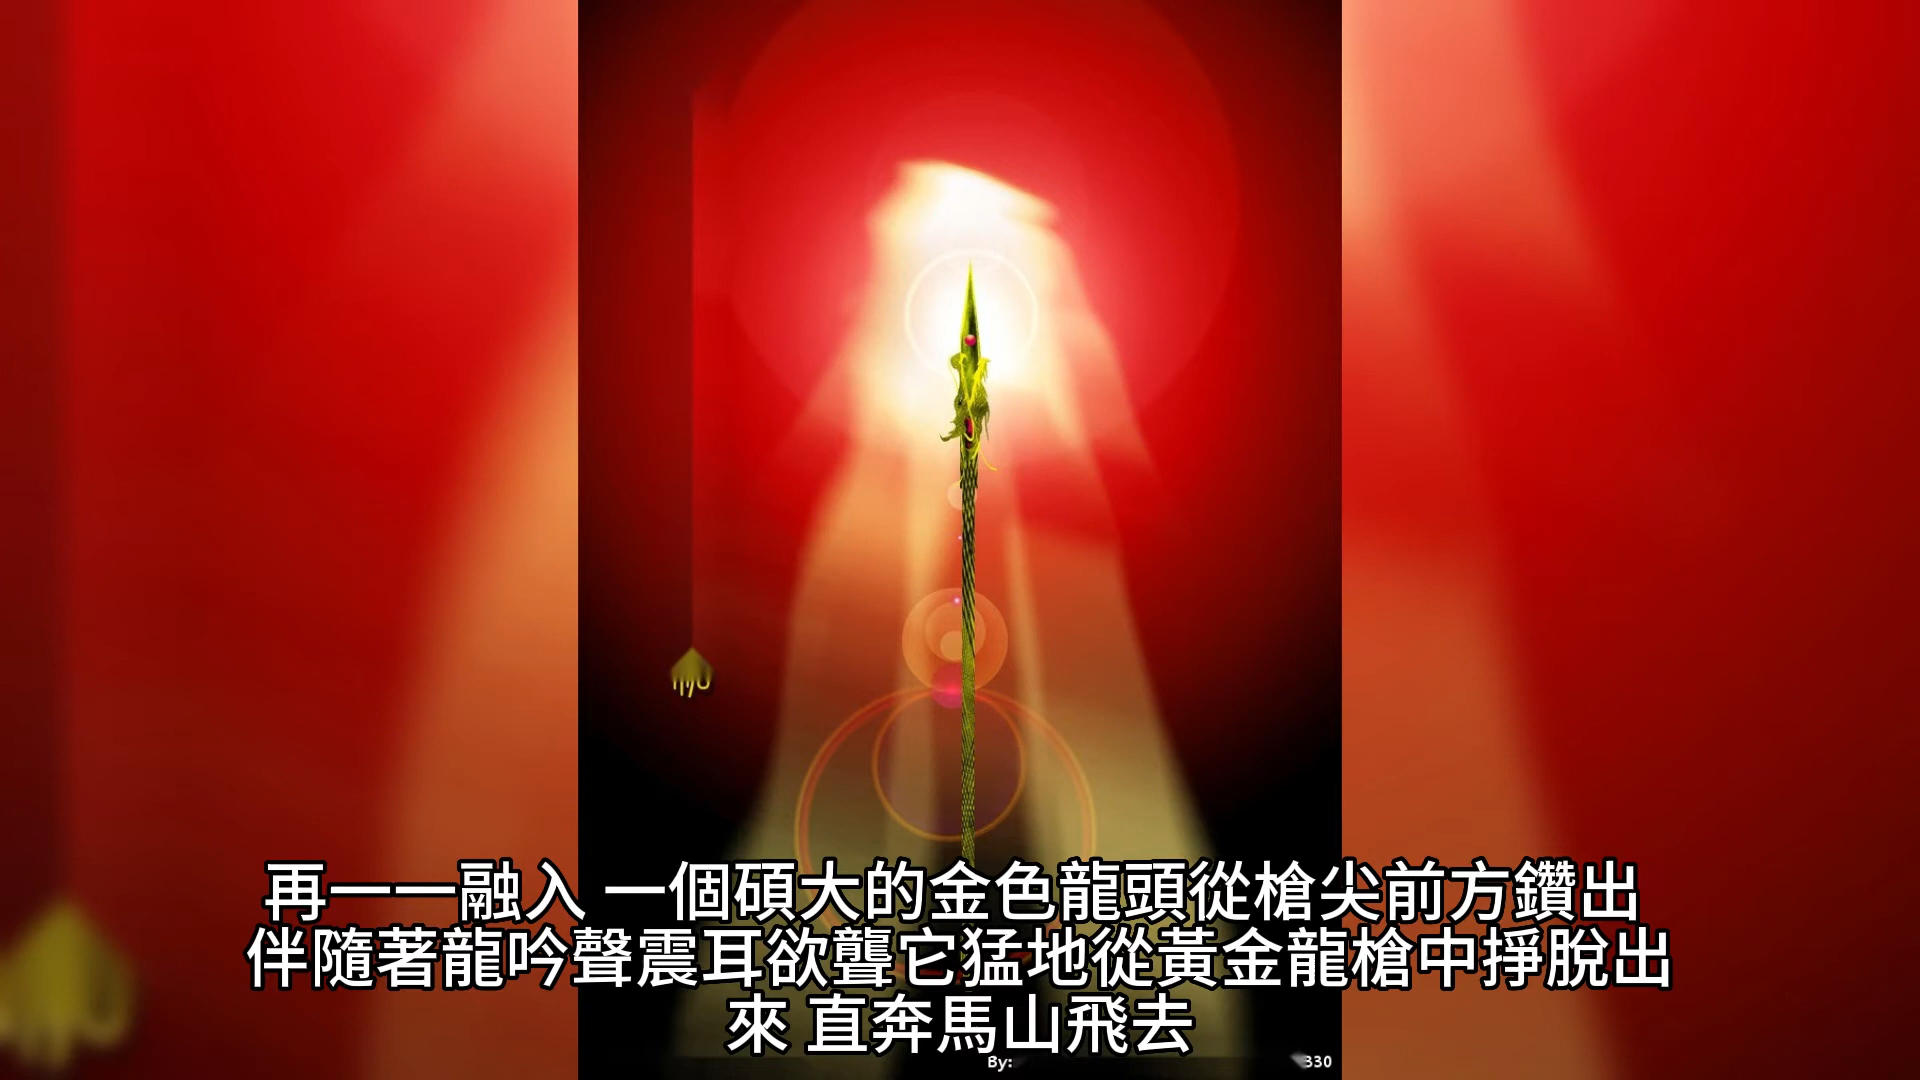 再一一融入 一個碩大的金色龍頭從槍尖前方鑽出
伴隨著龍吟聲震耳欲聾它猛地從黃金龍槍中掙脫出
來 直奔馬山飛去
By: 330